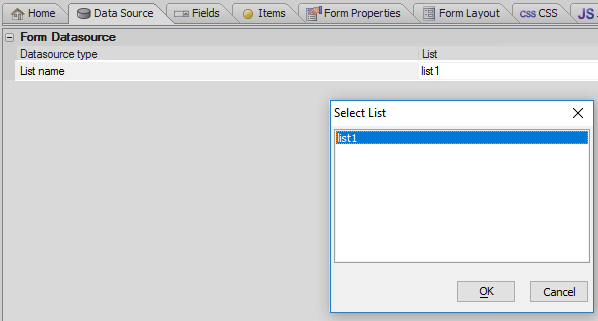 Home Data Source Fields Items Form Properties Form Layout CSS CSS JS
Form Datasource
Datasource type List
List name list1
Select List
list1
OK Cancel